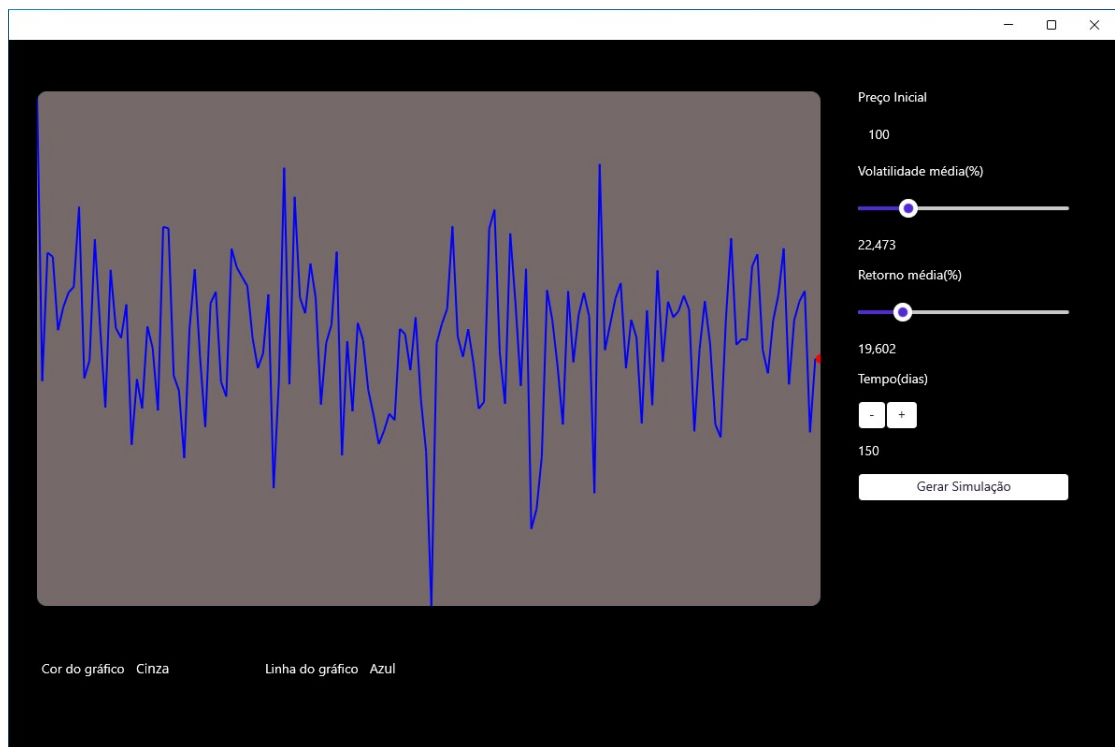 Preço Inicial
100
Volatilidade média(%)
22,473
Retorno média(%)
19,602
Tempo(dias)
- +
150
Gerar Simulação
Cor do gráfico Cinza Linha do gráfico Azul